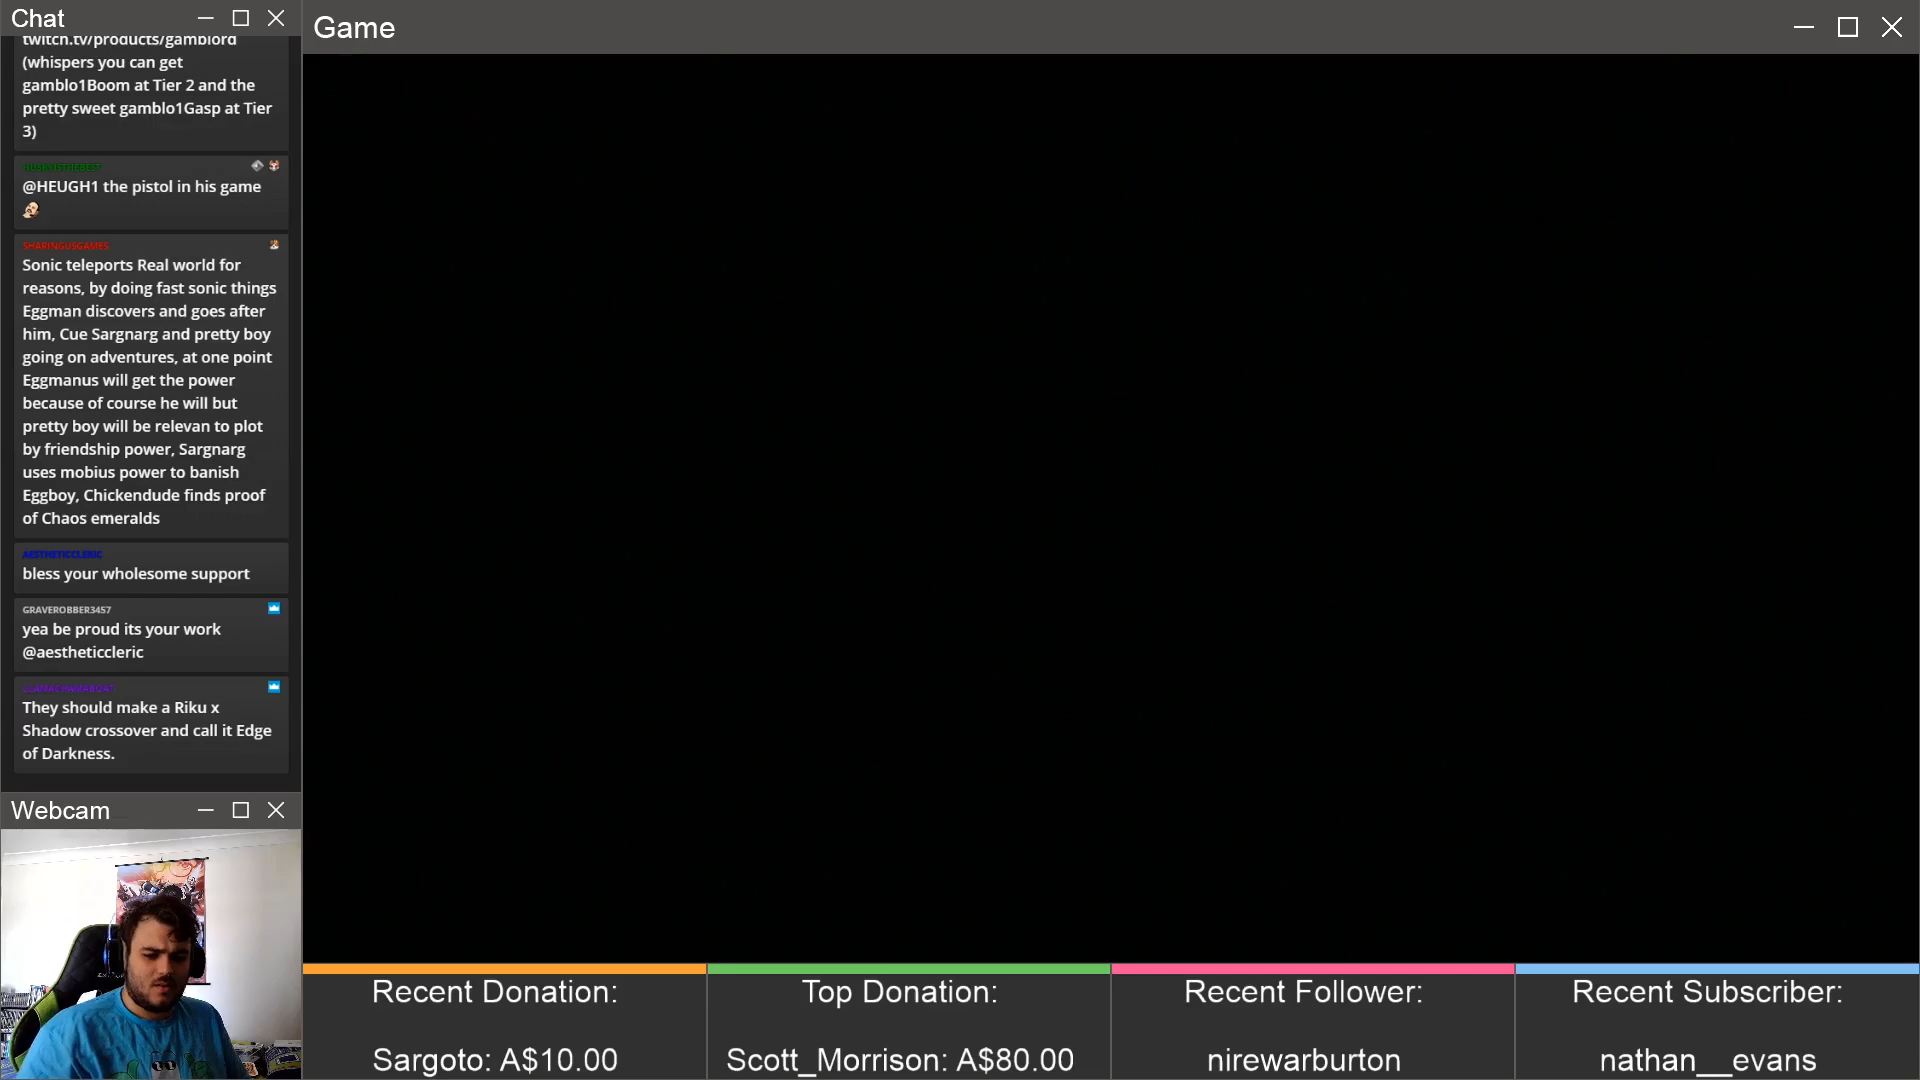 Chat
twitch.tv/products/gamblord
(whispers you can get
gamblo1Boom at Tier 2 and the
pretty sweet gamblo1Gasp at Tier
3)
HUSKYISTHEBEST
@HEUGH1 the pistol in his game
SHARINGUSGAMES
Sonic teleports Real world for
reasons, by doing fast sonic things
Eggman discovers and goes after
him, Cue Sargnarg and pretty boy
going on adventures, at one point
Eggmanus will get the power
because of course he will but
pretty boy will be relevan to plot
by friendship power, Sargnarg
uses mobius power to banish
Eggboy, Chickendude finds proof
of Chaos emeralds
AESTHETICCLERIC
bless your wholesome support
GRAVEROBBER3457
yea be proud its your work
@aestheticcleric
They should make a Riku x
Shadow crossover and call it Edge
of Darkness.
Webcam
Game
Recent Donation:
Sargoto: A$10.00
Top Donation:
Scott_Morrison: A$80.00
Recent Follower:
nirewarburton
Recent Subscriber:
nathan__evans